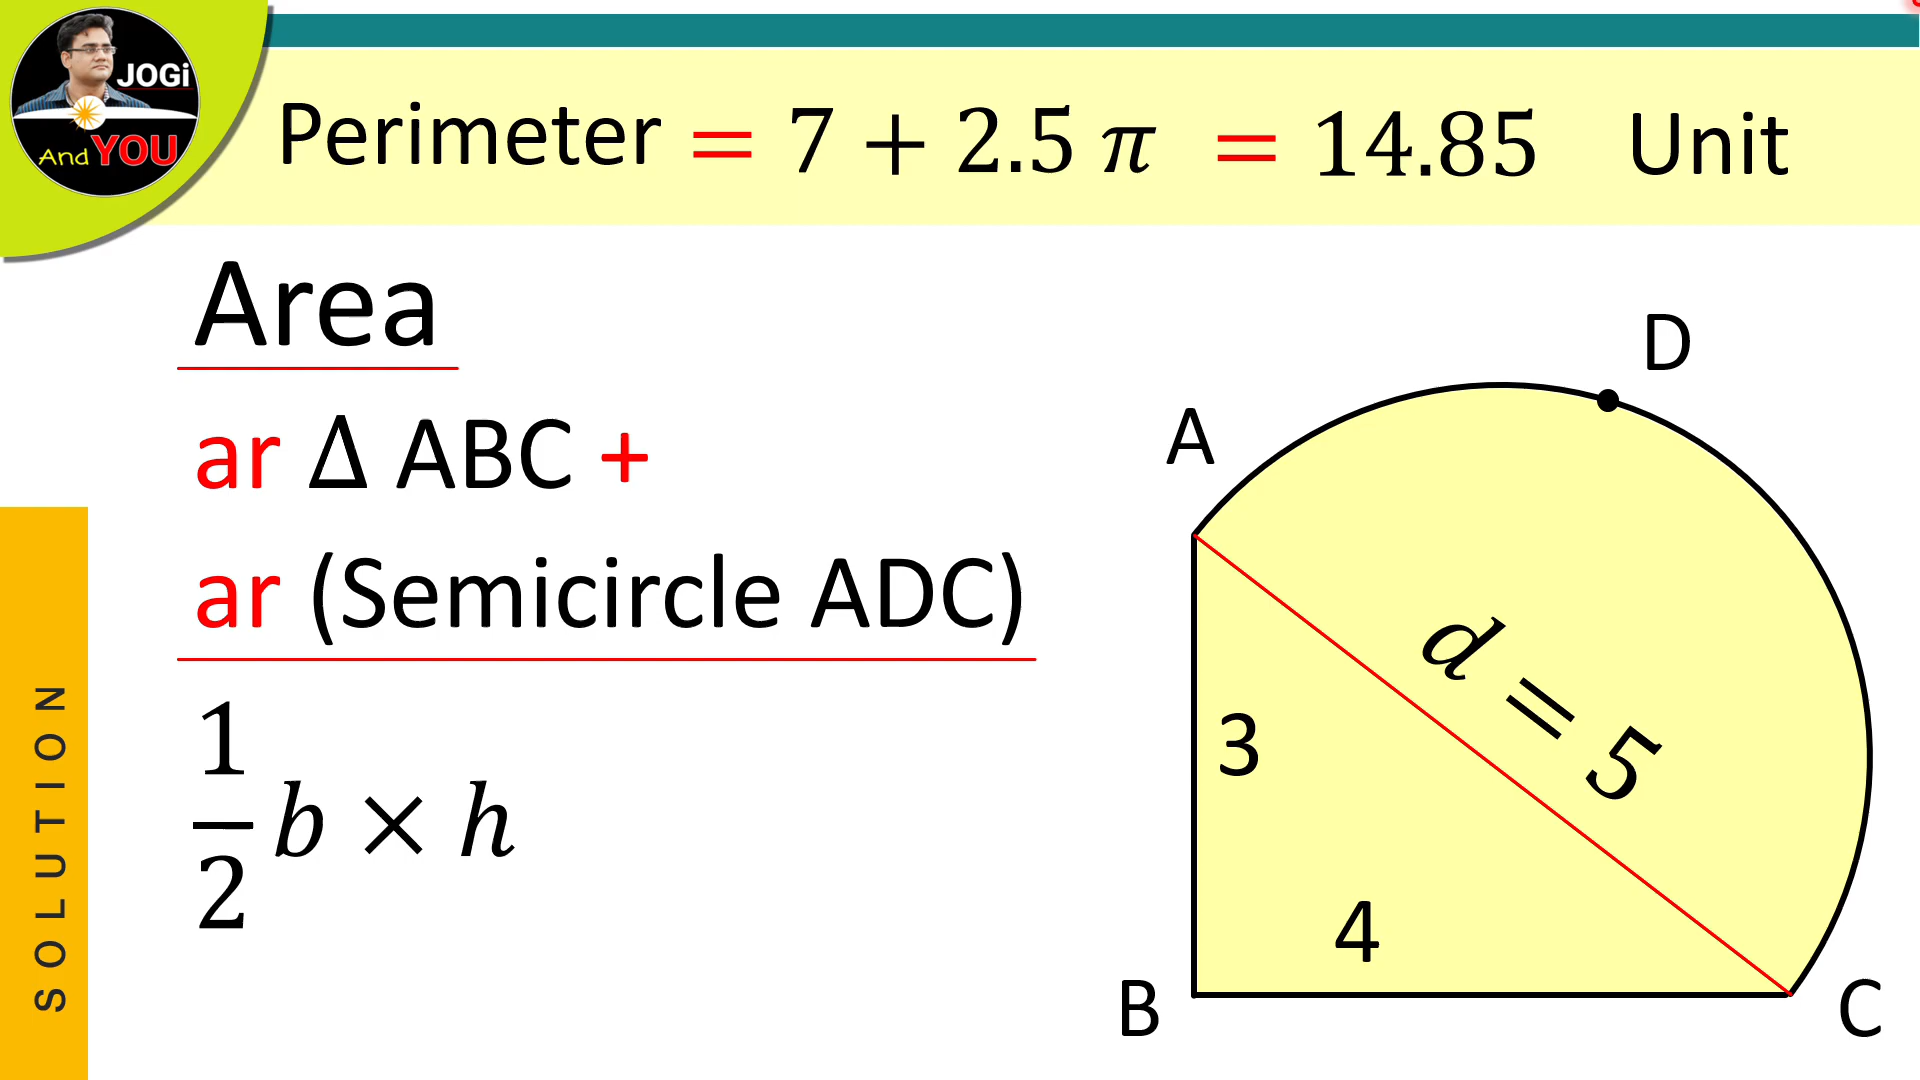 JOGi
And YOU
Perimeter = 7 + 2.5 π = 14.85 Unit
Area
ar Δ ABC +
ar (Semicircle ADC)
1/2 b × h
SOLUTION
D
A
d = 5
3
4
B
C